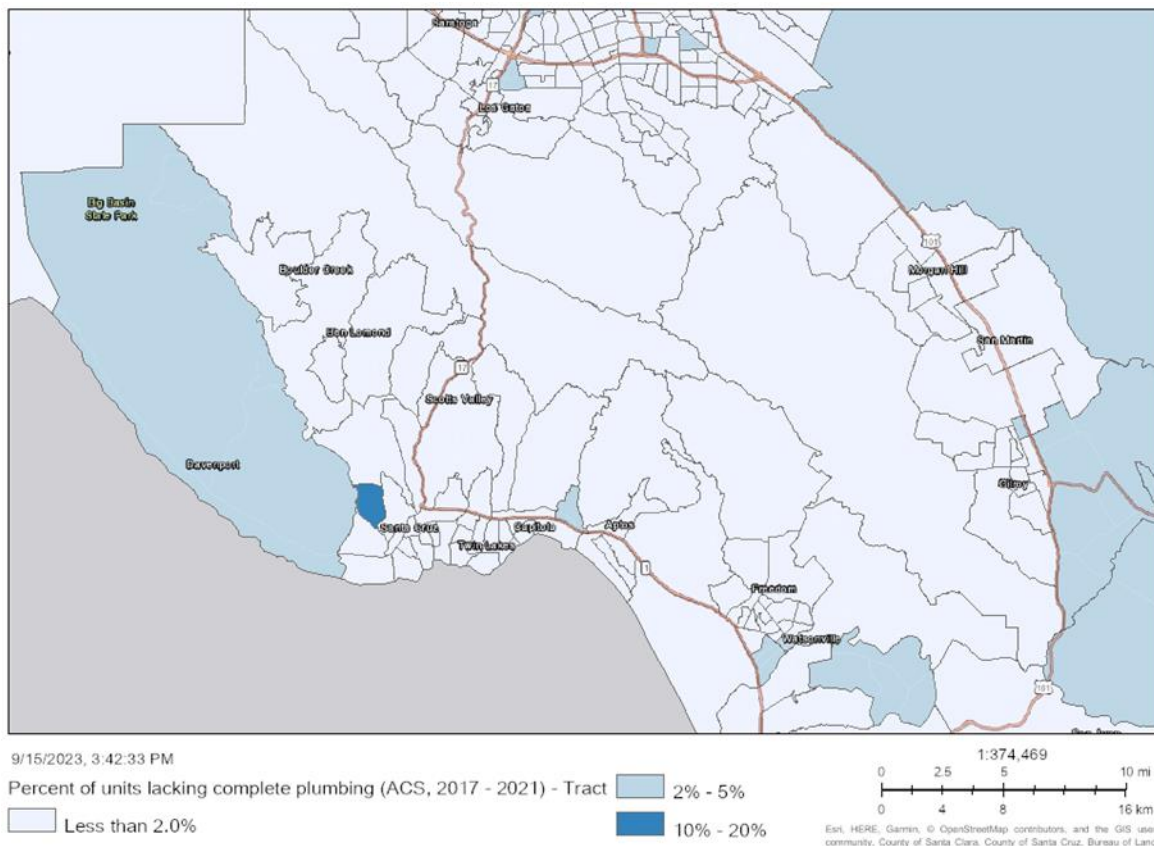 Saratoga
17
Los Gatos
Big Basin
State Park
101
Boulder Creek
Morgan Hill
Ben Lomond
San Martin
17
Scotts Valley
Davenport
Gilroy
Santa Cruz
Capitola
Aptos
Twin Lakes
1
Freedom
Watsonville
101
9/15/2023, 3:42:33 PM
Percent of units lacking complete plumbing (ACS, 2017 - 2021) - Tract
Less than 2.0%
2% - 5%
10% - 20%
1:374,469
0 2.5 5 10 mi
0 4 8 16 km
Esri, HERE, Garmin, © OpenStreetMap contributors, and the GIS user
community, County of Santa Clara, County of Santa Cruz, Bureau of Land